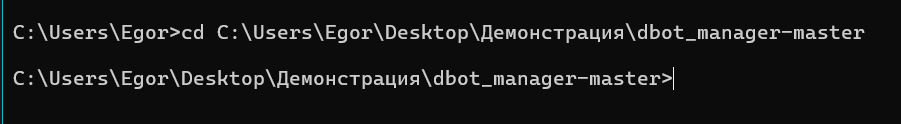 C:\Users\Egor>cd C:\Users\Egor\Desktop\Демонстрация\dbot_manager-master
C:\Users\Egor\Desktop\Демонстрация\dbot_manager-master>